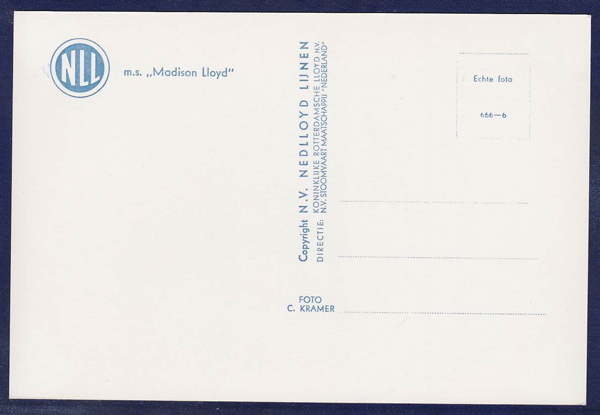 NLL
m.s. „Madison Lloyd"
Copyright N.V. NEDLLOYD LIJNEN
DIRECTIE: KONINKLIJKE ROTTERDAMSCHE LLOYD N.V.
N.V. STOOMVAART MAATSCHAPPIJ "NEDERLAND"
FOTO
C. KRAMER
Echte foto
666-6